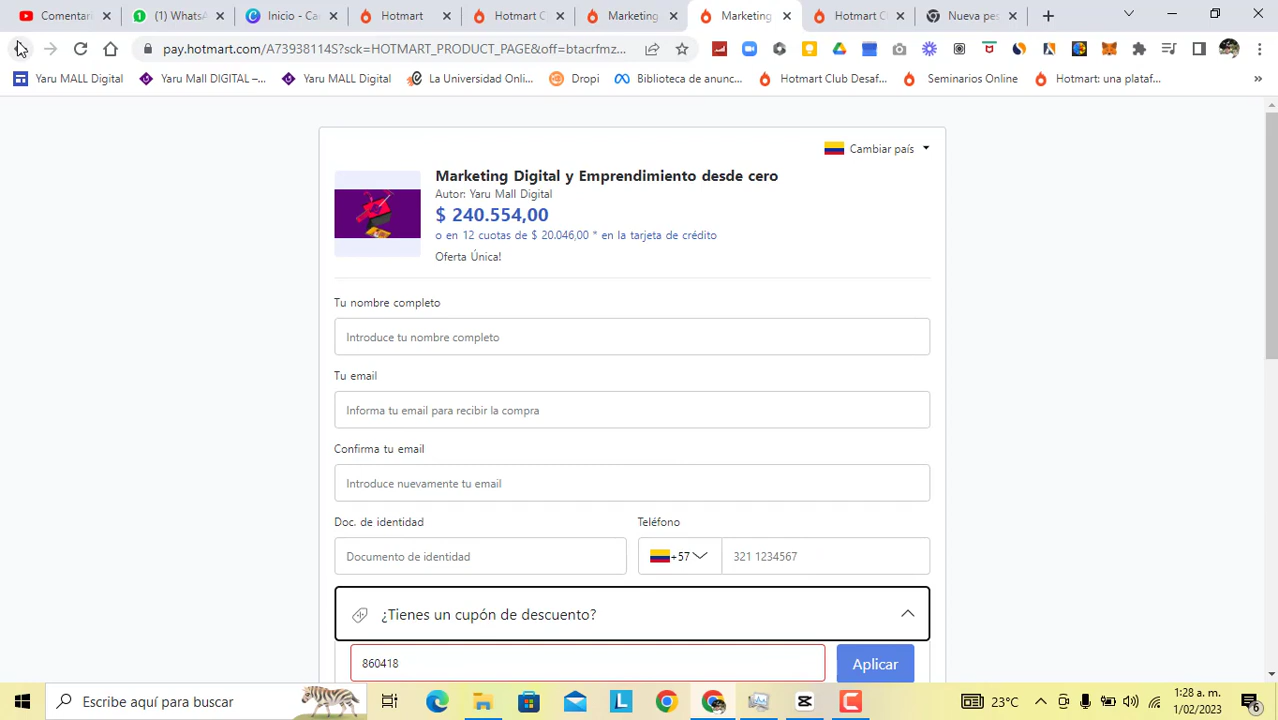 Comentari
(1) WhatsA
Inicio - Ca
Hotmart
Hotmart C
Marketing
Marketing
Hotmart C
Nueva pes
pay.hotmart.com/A73938114S?sck=HOTMART_PRODUCT_PAGE&off=btacrfmz...
Yaru MALL Digital
Yaru Mall DIGITAL –...
Yaru MALL Digital
La Universidad Onli...
Dropi
Biblioteca de anunc...
Hotmart Club Desaf...
Seminarios Online
Hotmart: una plataf...
»
Cambiar país
Marketing Digital y Emprendimiento desde cero
Autor: Yaru Mall Digital
$ 240.554,00
o en 12 cuotas de $ 20.046,00 * en la tarjeta de crédito
Oferta Única!
Tu nombre completo
Introduce tu nombre completo
Tu email
Informa tu email para recibir la compra
Confirma tu email
Introduce nuevamente tu email
Doc. de identidad
Teléfono
Documento de identidad
+57
321 1234567
¿Tienes un cupón de descuento?
860418
Aplicar
Escribe aquí para buscar
23°C
1:28 a. m.
1/02/2023
6